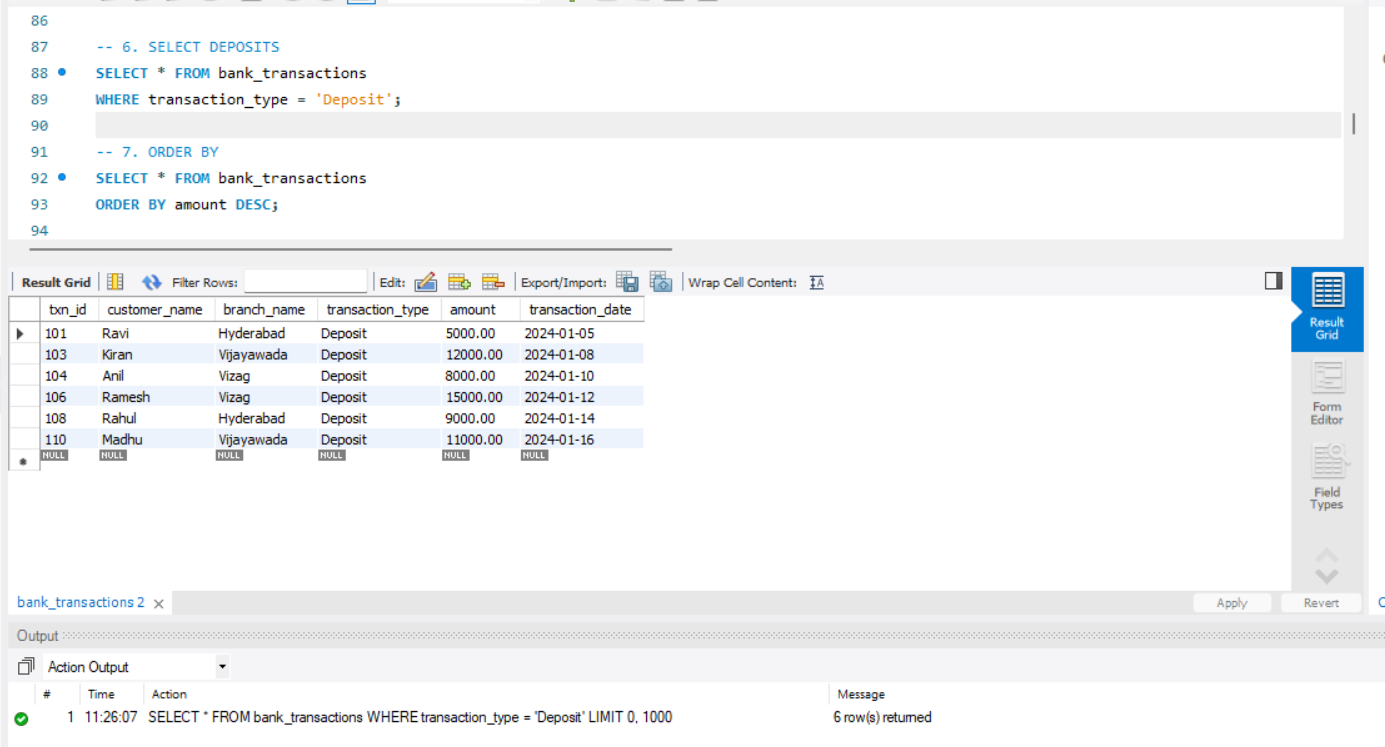 86
87 -- 6. SELECT DEPOSITS
88 SELECT * FROM bank_transactions
89 WHERE transaction_type = 'Deposit';
90
91 -- 7. ORDER BY
92 SELECT * FROM bank_transactions
93 ORDER BY amount DESC;
94
Result Grid Filter Rows: Edit: Export/Import: Wrap Cell Content: IA
txn_id customer_name branch_name transaction_type amount transaction_date
101 Ravi Hyderabad Deposit 5000.00 2024-01-05
103 Kiran Vijayawada Deposit 12000.00 2024-01-08
104 Anil Vizag Deposit 8000.00 2024-01-10
106 Ramesh Vizag Deposit 15000.00 2024-01-12
108 Rahul Hyderabad Deposit 9000.00 2024-01-14
110 Madhu Vijayawada Deposit 11000.00 2024-01-16
NULL NULL NULL NULL NULL NULL
Result
Grid
Form
Editor
Field
Types
bank_transactions 2
Apply Revert
Output
Action Output
# Time Action Message
1 11:26:07 SELECT * FROM bank_transactions WHERE transaction_type = 'Deposit' LIMIT 0, 1000 6 row(s) returned